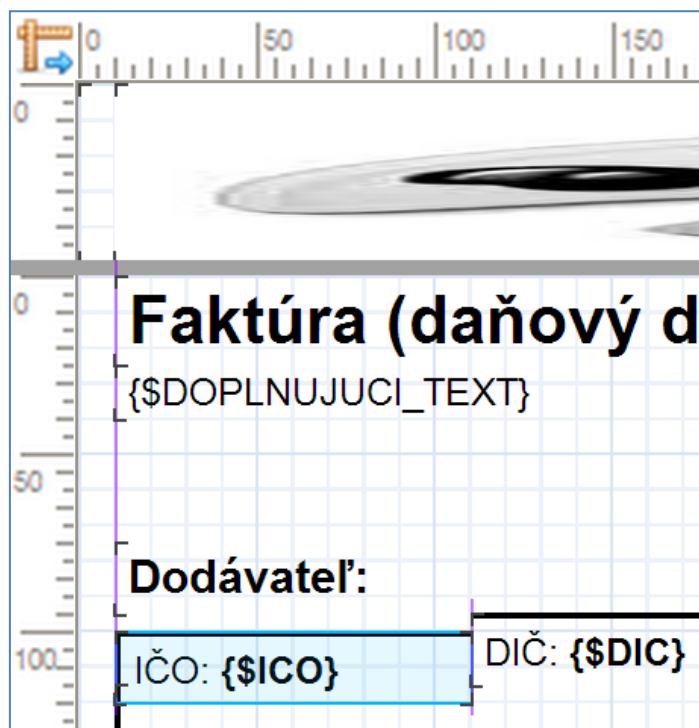 0 50 100 150
0
0
Faktúra (daňový d
{$DOPLNUJUCI_TEXT}
50
Dodávateľ:
100
IČO: {$ICO}
DIČ: {$DIC}